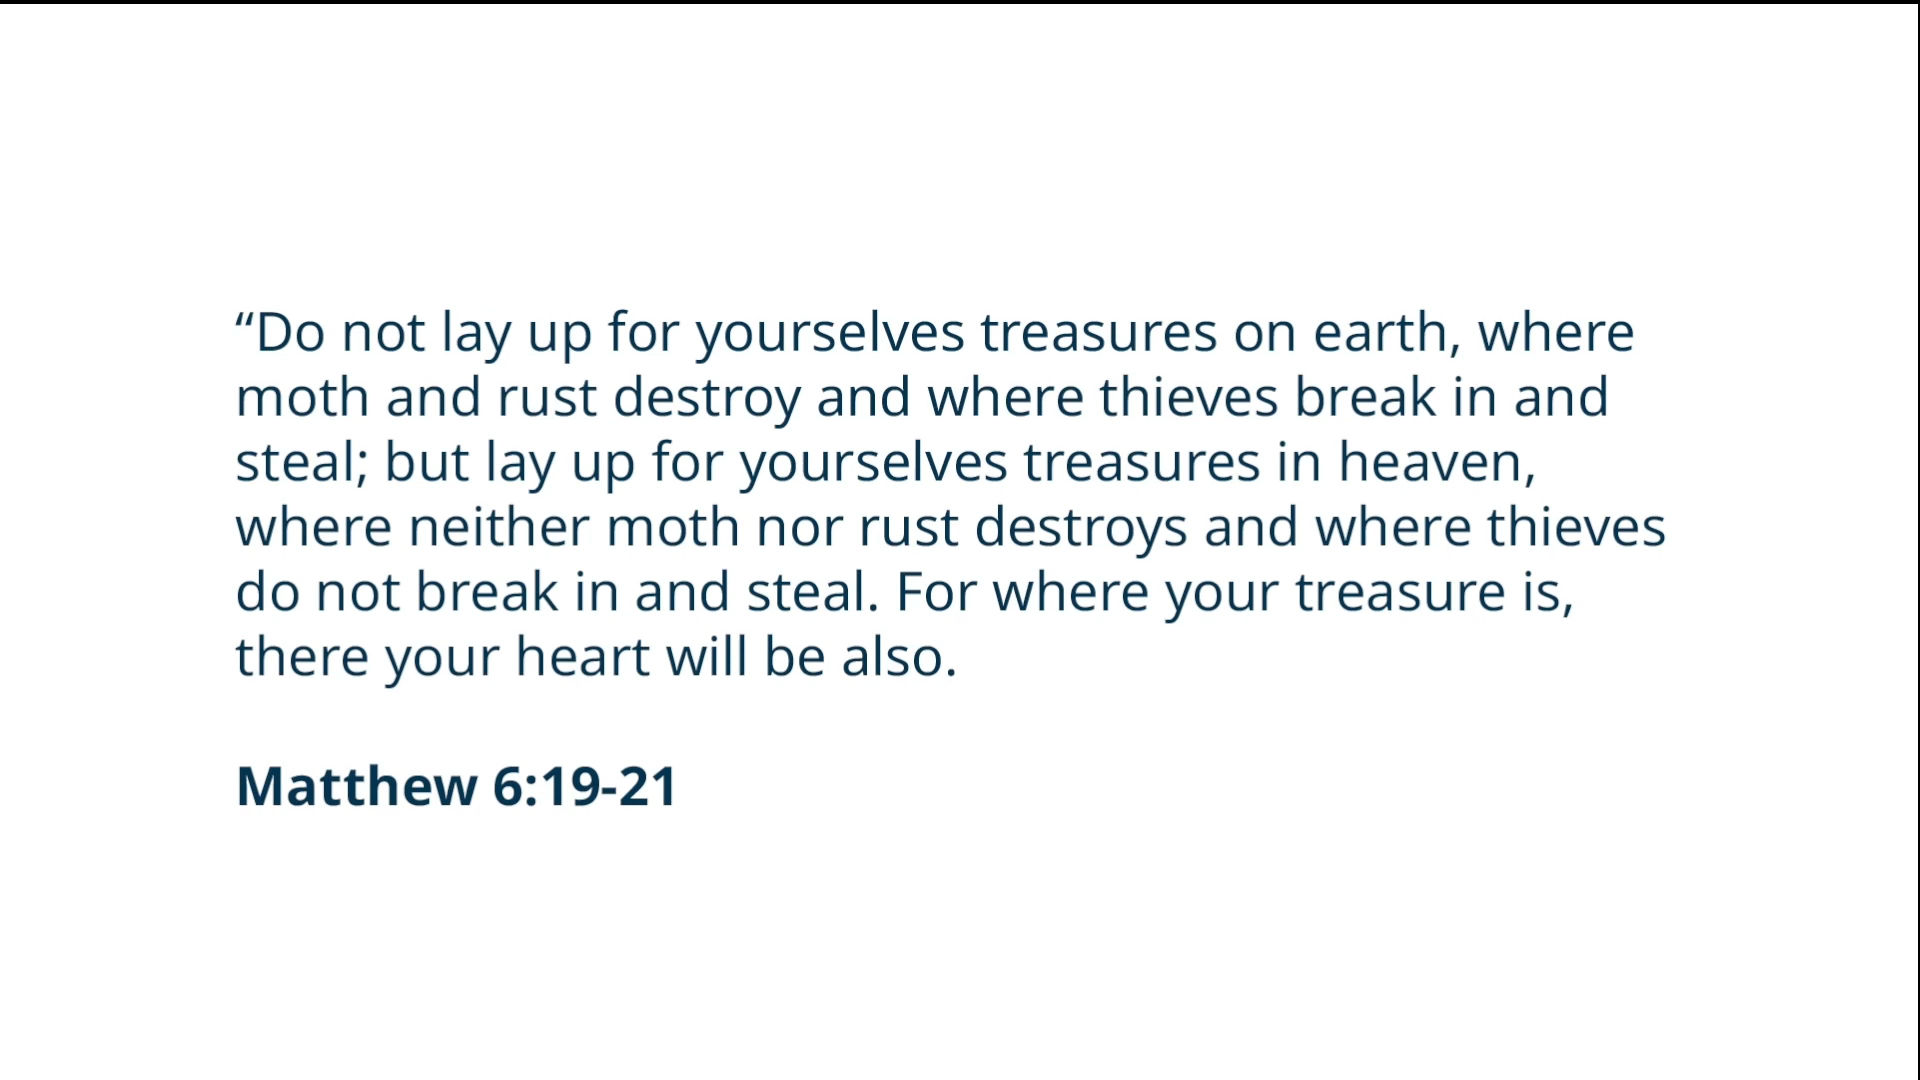 “Do not lay up for yourselves treasures on earth, where
moth and rust destroy and where thieves break in and
steal; but lay up for yourselves treasures in heaven,
where neither moth nor rust destroys and where thieves
do not break in and steal. For where your treasure is,
there your heart will be also.
Matthew 6:19-21